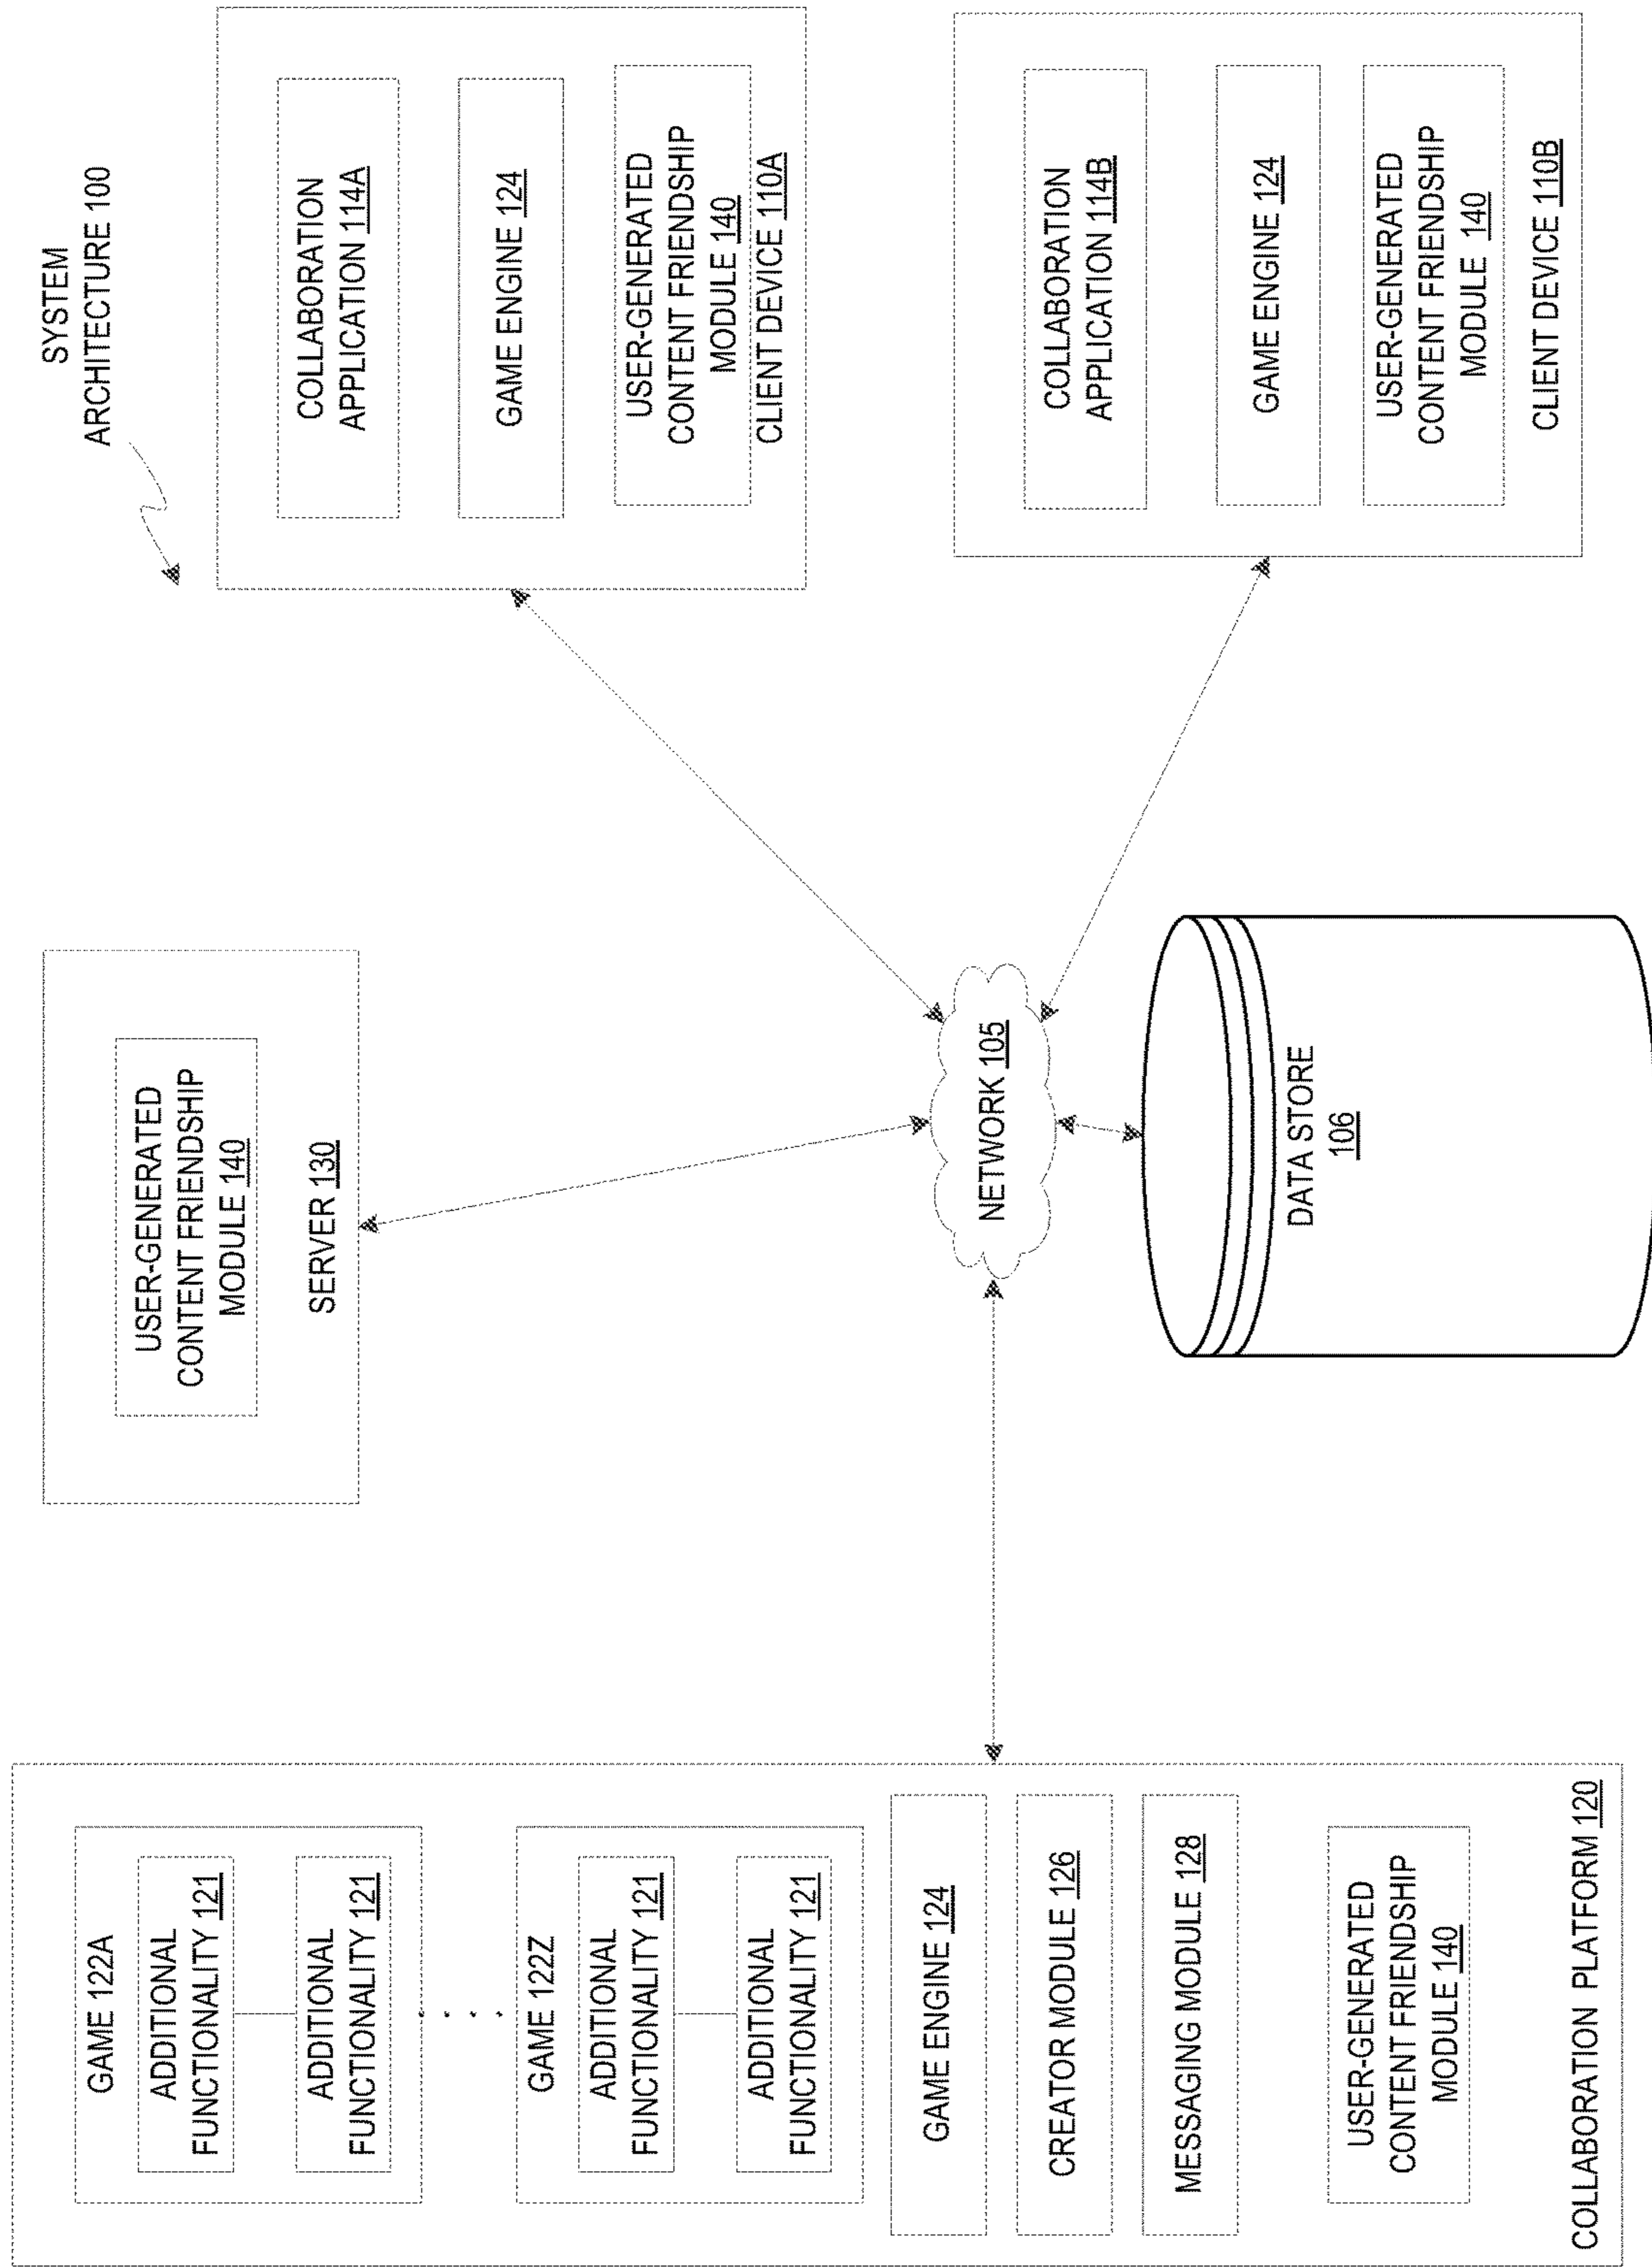 SYSTEM
ARCHITECTURE 100
GAME 122A
ADDITIONAL
FUNCTIONALITY 121
ADDITIONAL
FUNCTIONALITY 121
. . . .
GAME 122Z
ADDITIONAL
FUNCTIONALITY 121
ADDITIONAL
FUNCTIONALITY 121
GAME ENGINE 124
CREATOR MODULE 126
MESSAGING MODULE 128
USER-GENERATED
CONTENT FRIENDSHIP
MODULE 140
COLLABORATION PLATFORM 120
USER-GENERATED
CONTENT FRIENDSHIP
MODULE 140
SERVER 130
NETWORK 105
DATA STORE
106
COLLABORATION
APPLICATION 114A
GAME ENGINE 124
USER-GENERATED
CONTENT FRIENDSHIP
MODULE 140
CLIENT DEVICE 110A
COLLABORATION
APPLICATION 114B
GAME ENGINE 124
USER-GENERATED
CONTENT FRIENDSHIP
MODULE 140
CLIENT DEVICE 110B